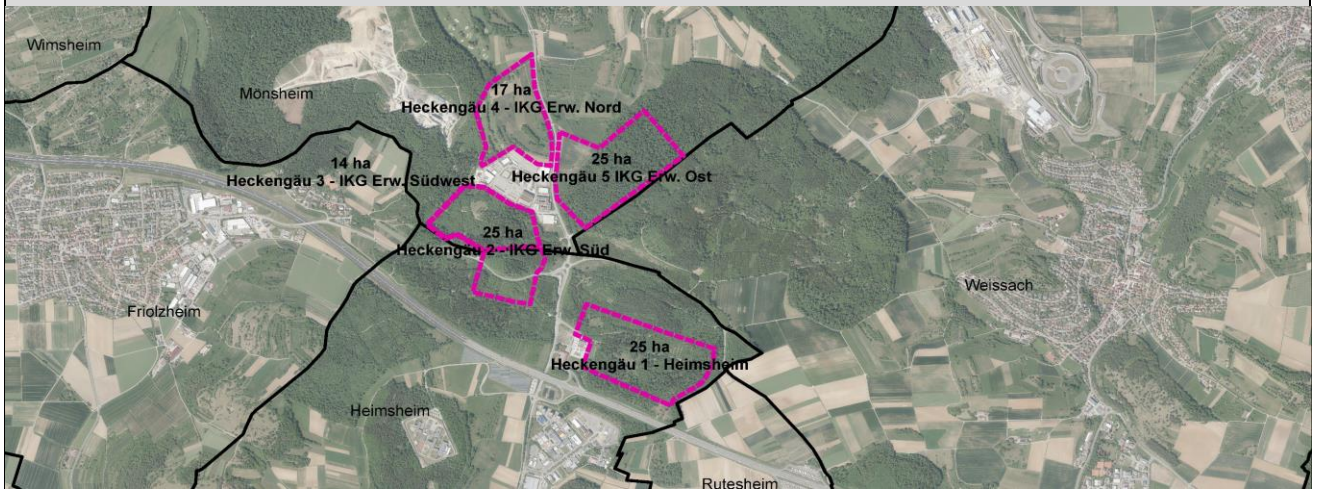 Wimsheim
Mönsheim
17 ha
Heckengäu 4 - IKG Erw. Nord
14 ha
Heckengäu 3 - IKG Erw. Südwest
25 ha
Heckengäu 5 IKG Erw. Ost
25 ha
Heckengäu 2 - IKG Erw. Süd
Weissach
Friolzheim
25 ha
Heckengäu 1 - Heimsheim
Heimsheim
Rutesheim